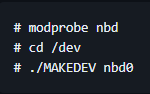 # modprobe nbd
# cd /dev
# ./MAKEDEV nbd0